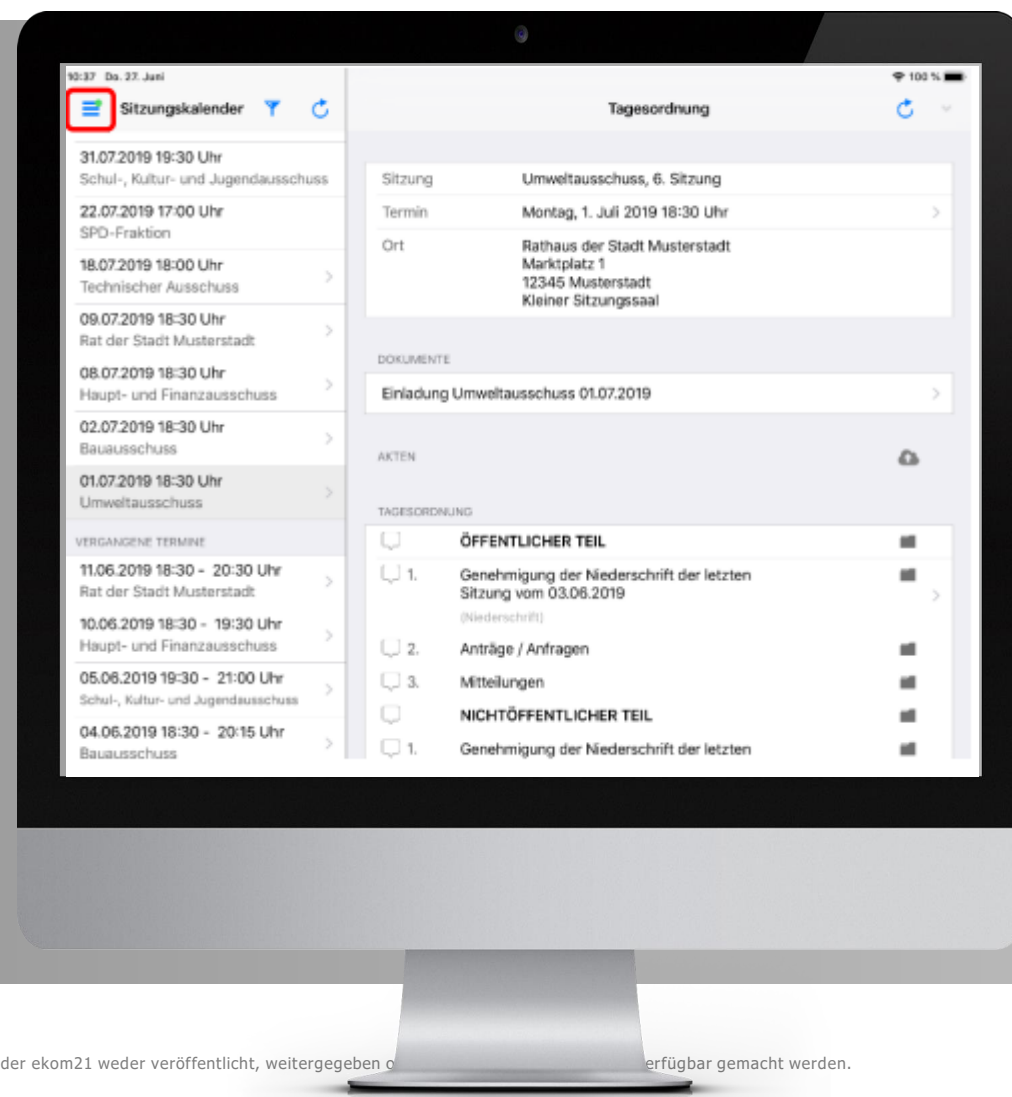 10:37 Do. 27. Juni
100 %
Sitzungskalender
Tagesordnung
31.07.2019 19:30 Uhr
Schul-, Kultur- und Jugendausschuss
22.07.2019 17:00 Uhr
SPD-Fraktion
18.07.2019 18:00 Uhr
Technischer Ausschuss
09.07.2019 18:30 Uhr
Rat der Stadt Musterstadt
08.07.2019 18:30 Uhr
Haupt- und Finanzausschuss
02.07.2019 18:30 Uhr
Bauausschuss
01.07.2019 18:30 Uhr
Umweltausschuss
VERGANGENE TERMINE
11.06.2019 18:30 - 20:30 Uhr
Rat der Stadt Musterstadt
10.06.2019 18:30 - 19:30 Uhr
Haupt- und Finanzausschuss
05.06.2019 19:30 - 21:00 Uhr
Schul-, Kultur- und Jugendausschuss
04.06.2019 18:30 - 20:15 Uhr
Bauausschuss
Sitzung Umweltausschuss, 6. Sitzung
Termin Montag, 1. Juli 2019 18:30 Uhr
Ort Rathaus der Stadt Musterstadt
Marktplatz 1
12345 Musterstadt
Kleiner Sitzungssaal
DOKUMENTE
Einladung Umweltausschuss 01.07.2019
AKTEN
TAGESORDNUNG
ÖFFENTLICHER TEIL
1. Genehmigung der Niederschrift der letzten
Sitzung vom 03.06.2019
(Niederschrift)
2. Anträge / Anfragen
3. Mitteilungen
NICHTÖFFENTLICHER TEIL
1. Genehmigung der Niederschrift der letzten
der ekom21 weder veröffentlicht, weitergegeben o
erfügbar gemacht werden.